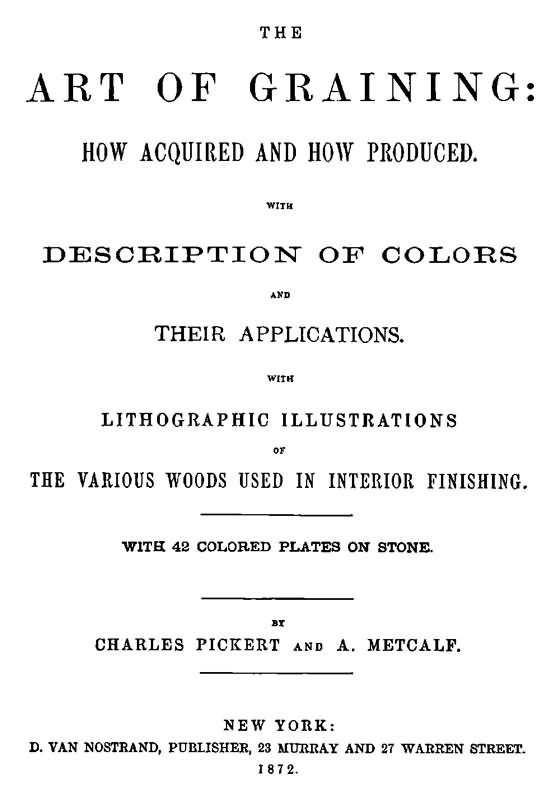 THE
ART OF GRAINING:
HOW ACQUIRED AND HOW PRODUCED.
WITH
DESCRIPTION OF COLORS
AND
THEIR APPLICATIONS.
WITH
LITHOGRAPHIC ILLUSTRATIONS
OF
THE VARIOUS WOODS USED IN INTERIOR FINISHING.
WITH 42 COLORED PLATES ON STONE.
BY
CHARLES PICKERT AND A. METCALF.
NEW YORK:
D. VAN NOSTRAND, PUBLISHER, 23 MURRAY AND 27 WARREN STREET.
1872.